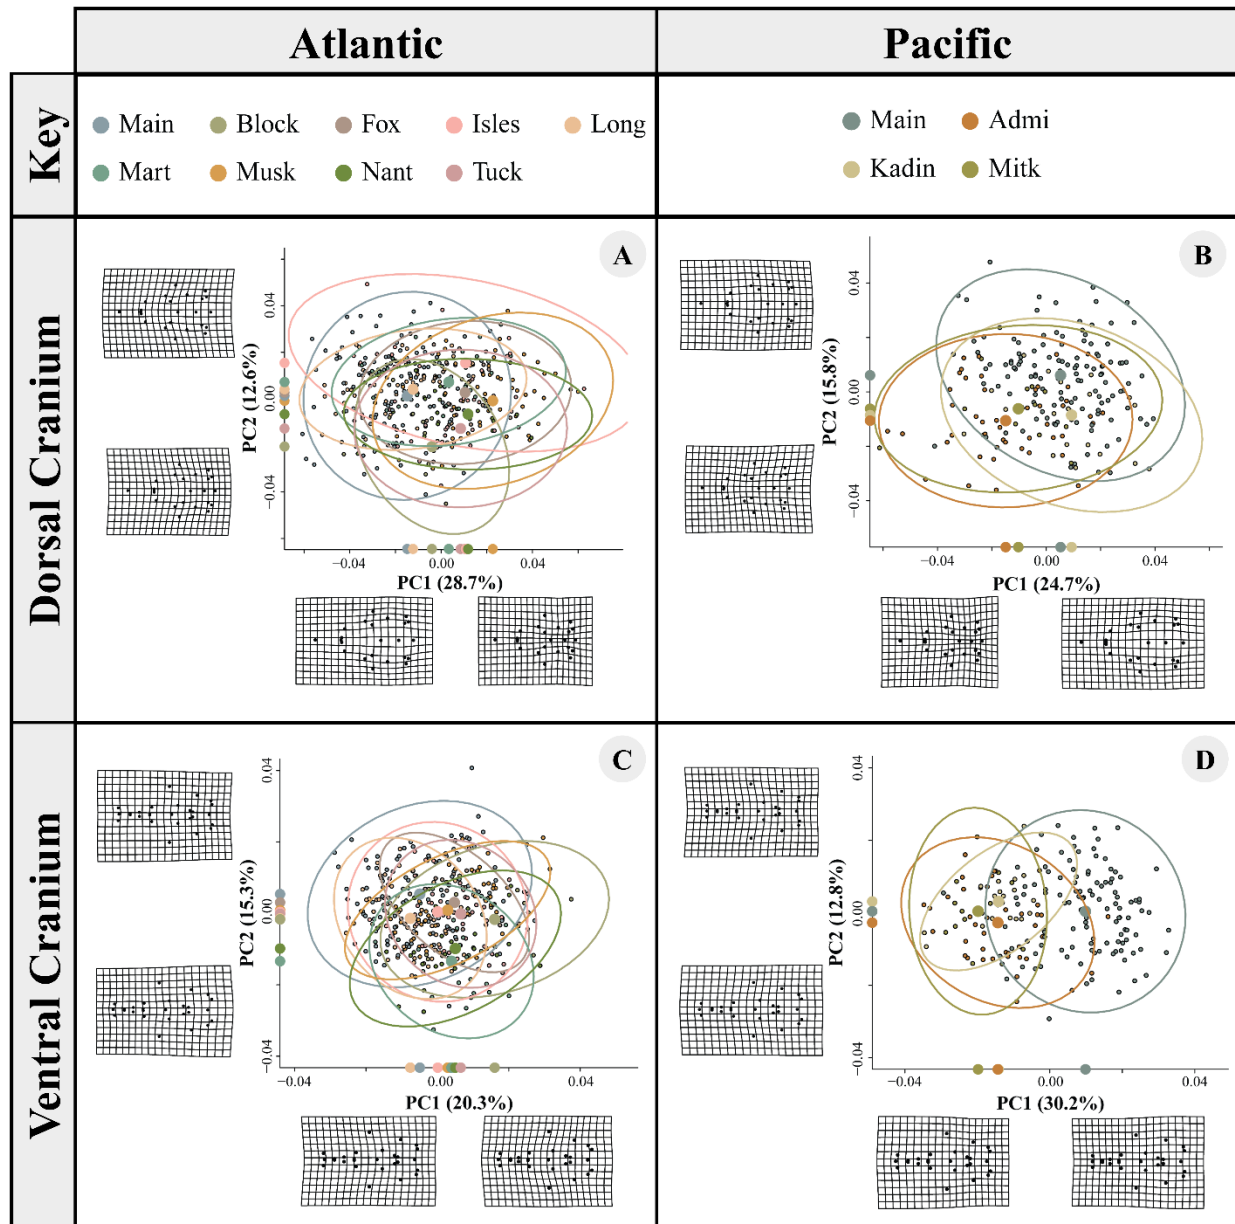 Atlantic Pacific
Key
Main Block Fox Isles Long
Mart Musk Nant Tuck
Main Admi
Kadin Mitk
Dorsal Cranium
A
0.04
0.00
−0.04
PC2 (12.6%)
−0.04 0.00 0.04
PC1 (28.7%)
B
0.04
0.00
−0.04
PC2 (15.8%)
−0.04 0.00 0.04
PC1 (24.7%)
Ventral Cranium
C
0.04
0.00
−0.04
PC2 (15.3%)
−0.04 0.00 0.04
PC1 (20.3%)
D
0.04
0.00
−0.04
PC2 (12.8%)
−0.04 0.00 0.04
PC1 (30.2%)